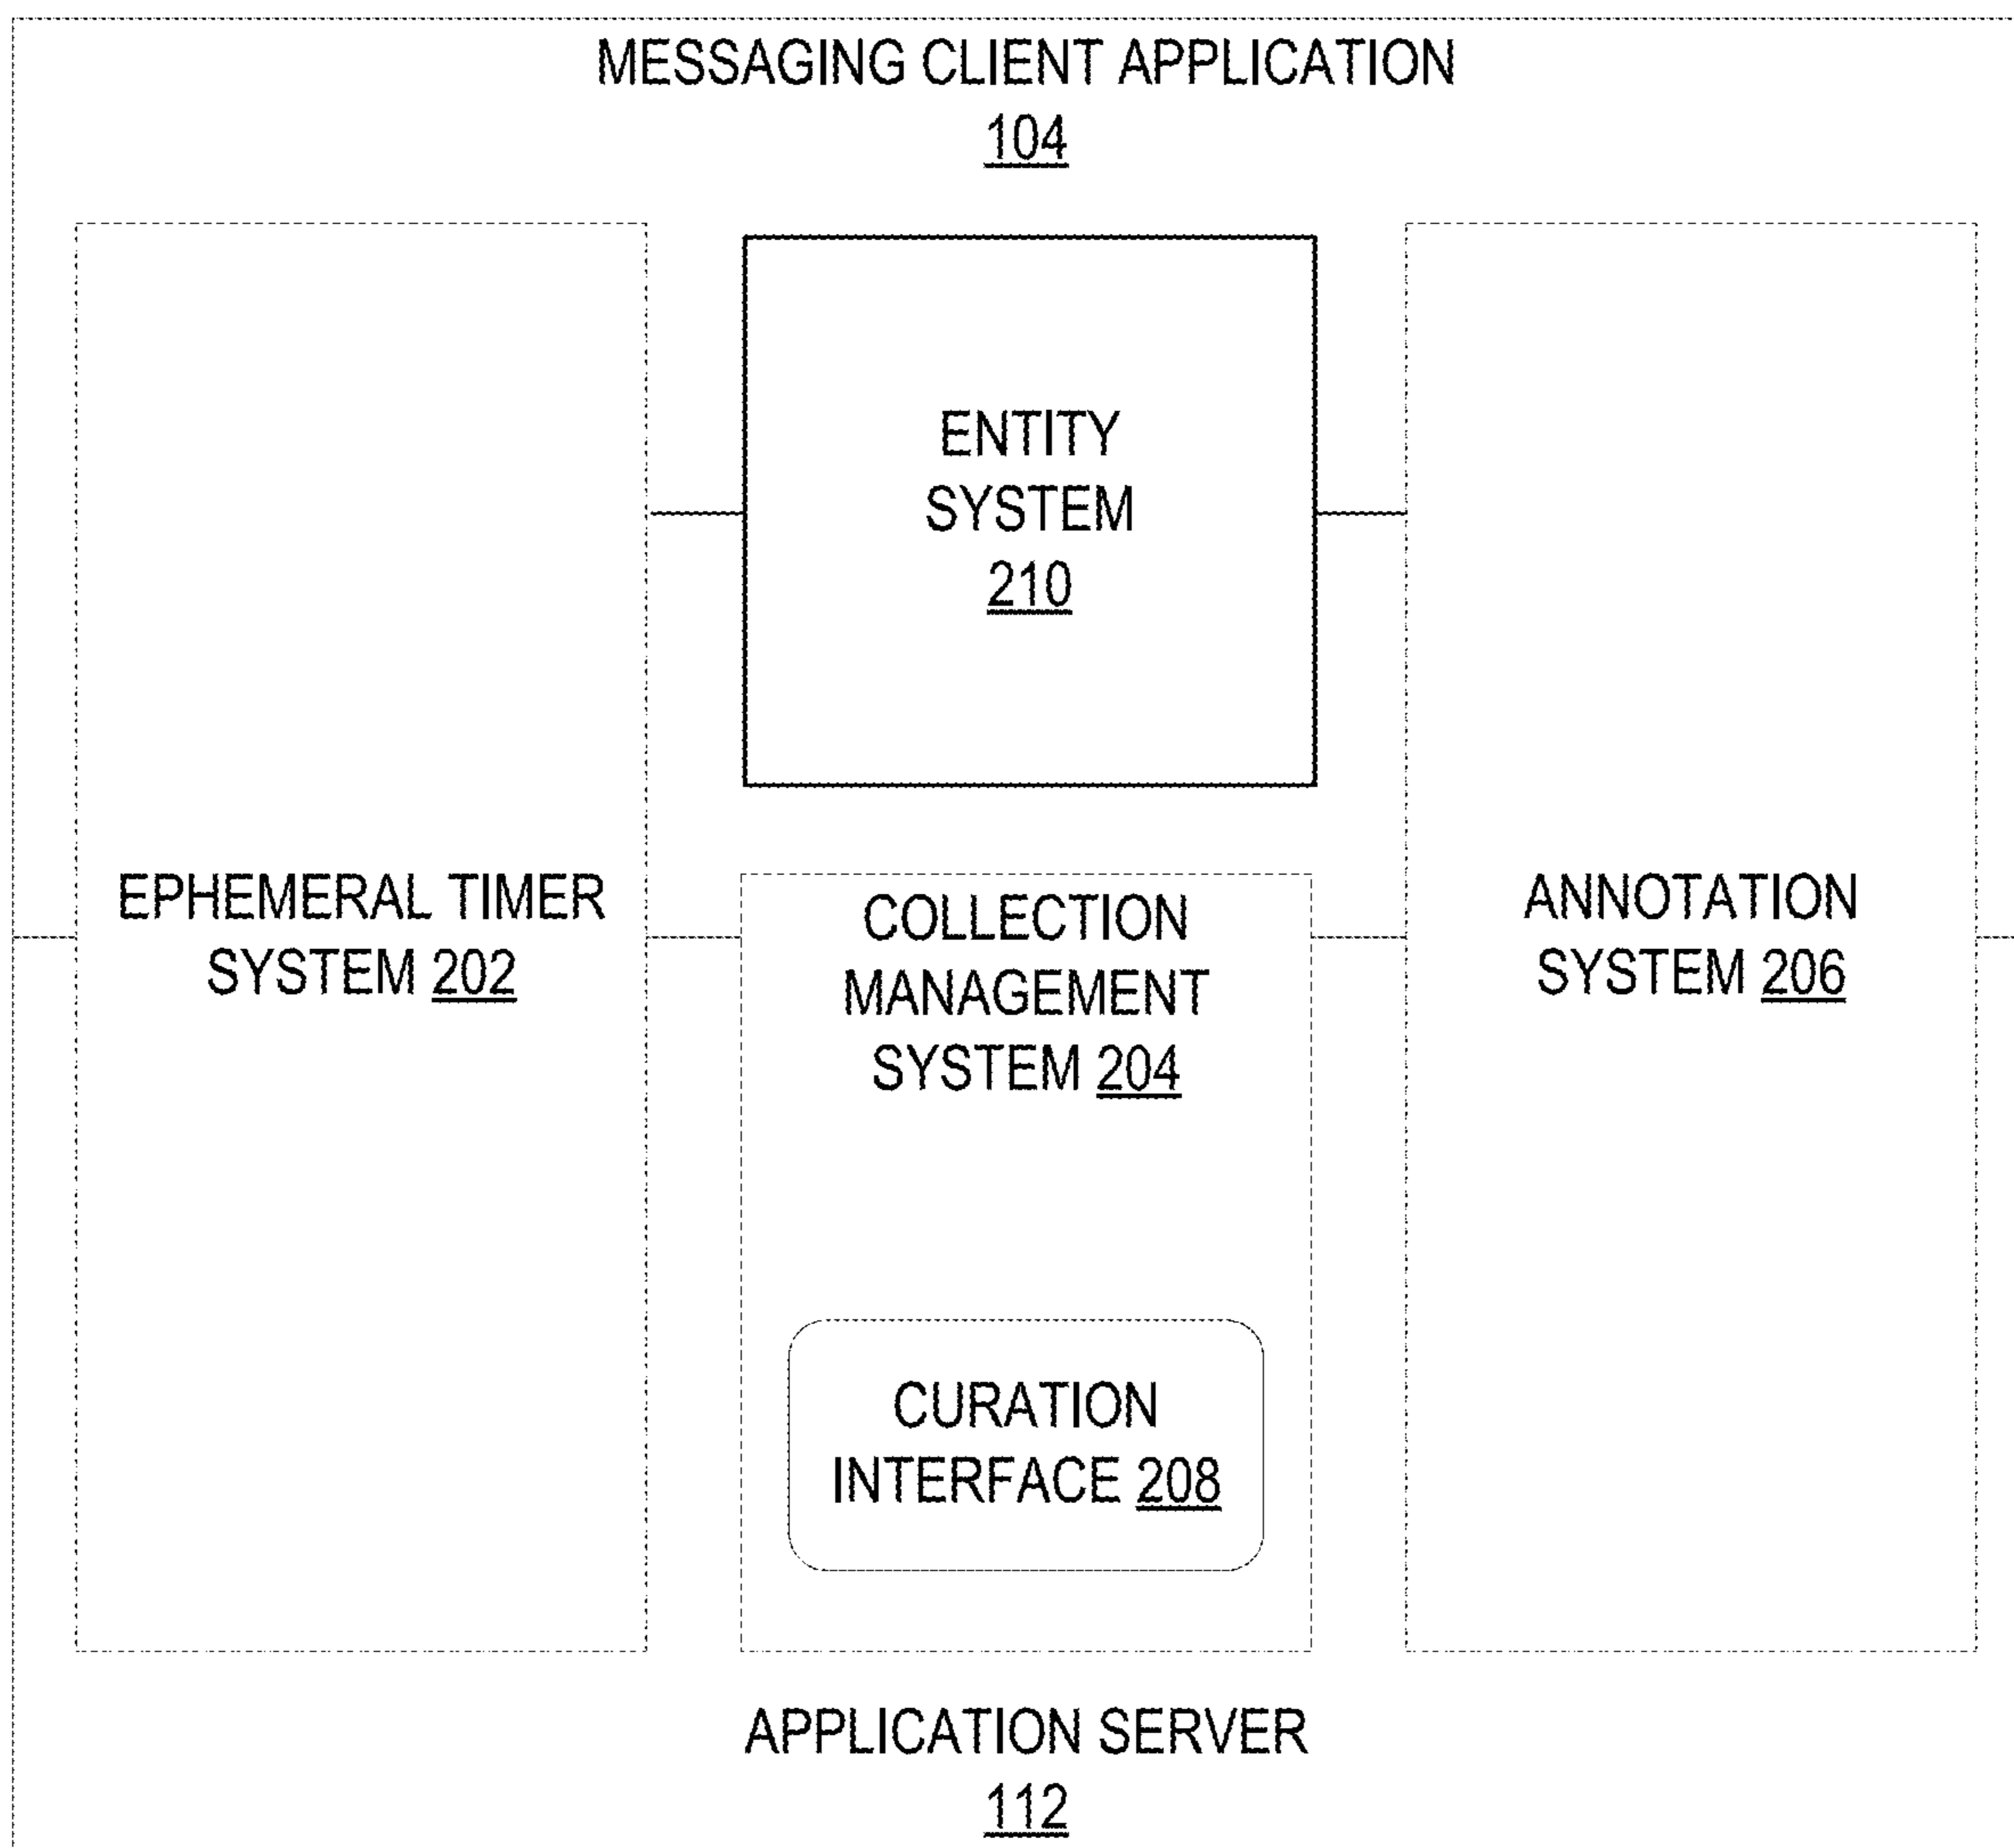 MESSAGING CLIENT APPLICATION
104
ENTITY
SYSTEM
210
EPHEMERAL TIMER
SYSTEM 202
COLLECTION
MANAGEMENT
SYSTEM 204
ANNOTATION
SYSTEM 206
CURATION
INTERFACE 208
APPLICATION SERVER
112